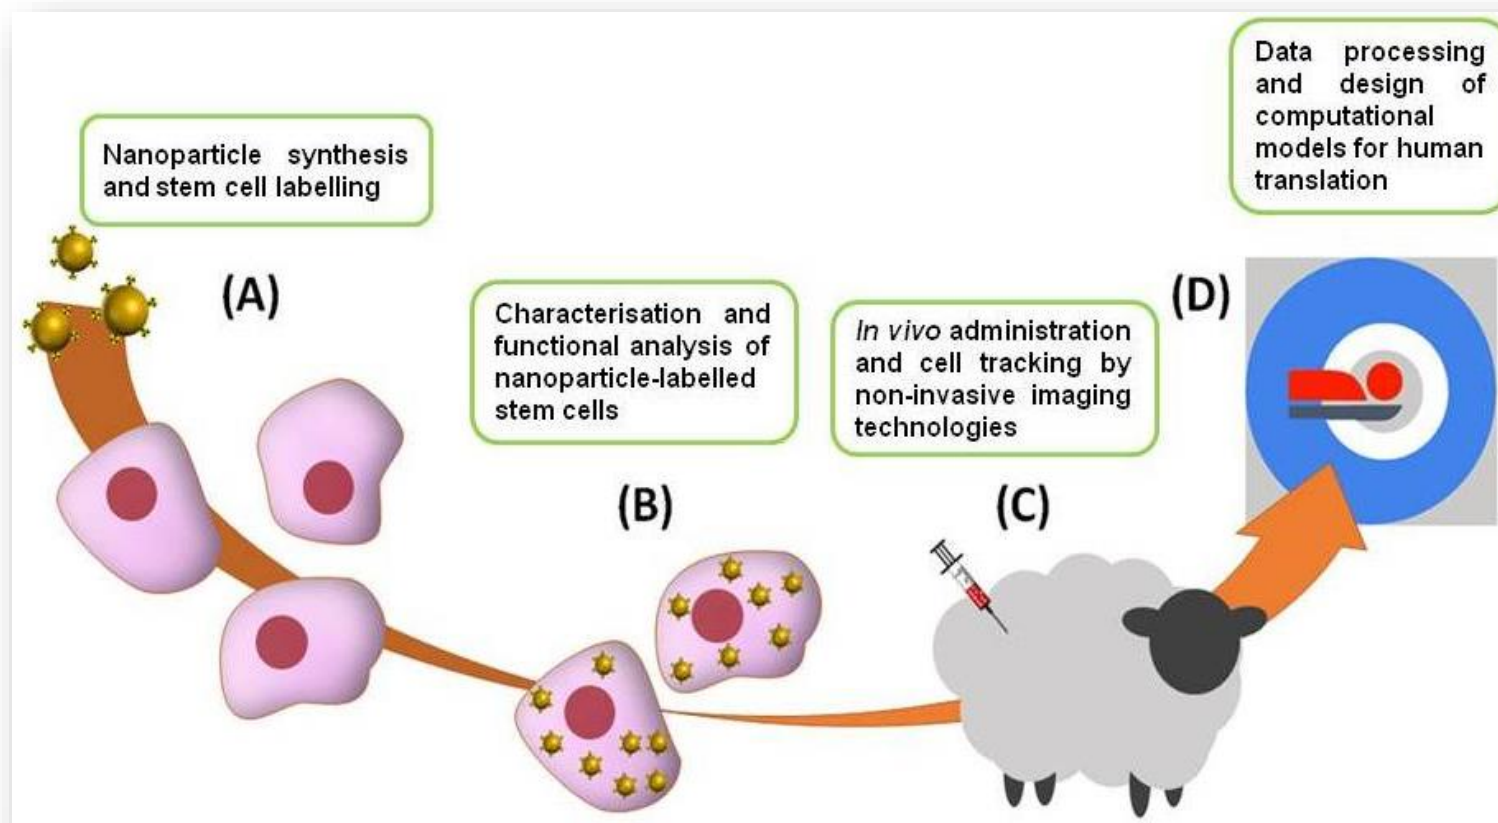 Nanoparticle synthesis
and stem cell labelling
(A)
Characterisation and
functional analysis of
nanoparticle-labelled
stem cells
(B)
In vivo administration
and cell tracking by
non-invasive imaging
technologies
(C)
Data processing
and design of
computational
models for human
translation
(D)